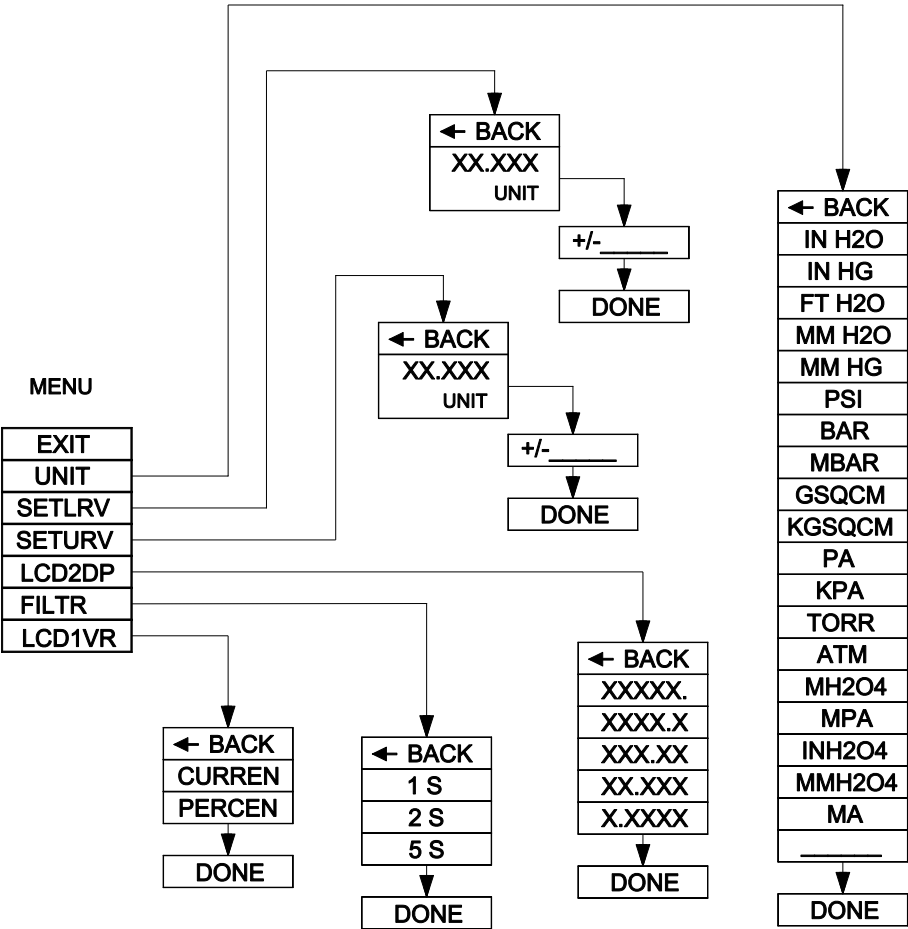 MENU
EXIT
UNIT
SETLRV
SETURV
LCD2DP
FILTR
LCD1VR
← BACK
XX.XXX
UNIT
+/-______
DONE
← BACK
XX.XXX
UNIT
+/-______
DONE
← BACK
CURREN
PERCEN
DONE
← BACK
1 S
2 S
5 S
DONE
← BACK
XXXXX.
XXXX.X
XXX.XX
XX.XXX
X.XXXX
DONE
← BACK
IN H2O
IN HG
FT H2O
MM H2O
MM HG
PSI
BAR
MBAR
GSQCM
KGSQCM
PA
KPA
TORR
ATM
MH2O4
MPA
INH2O4
MMH2O4
MA
______
DONE